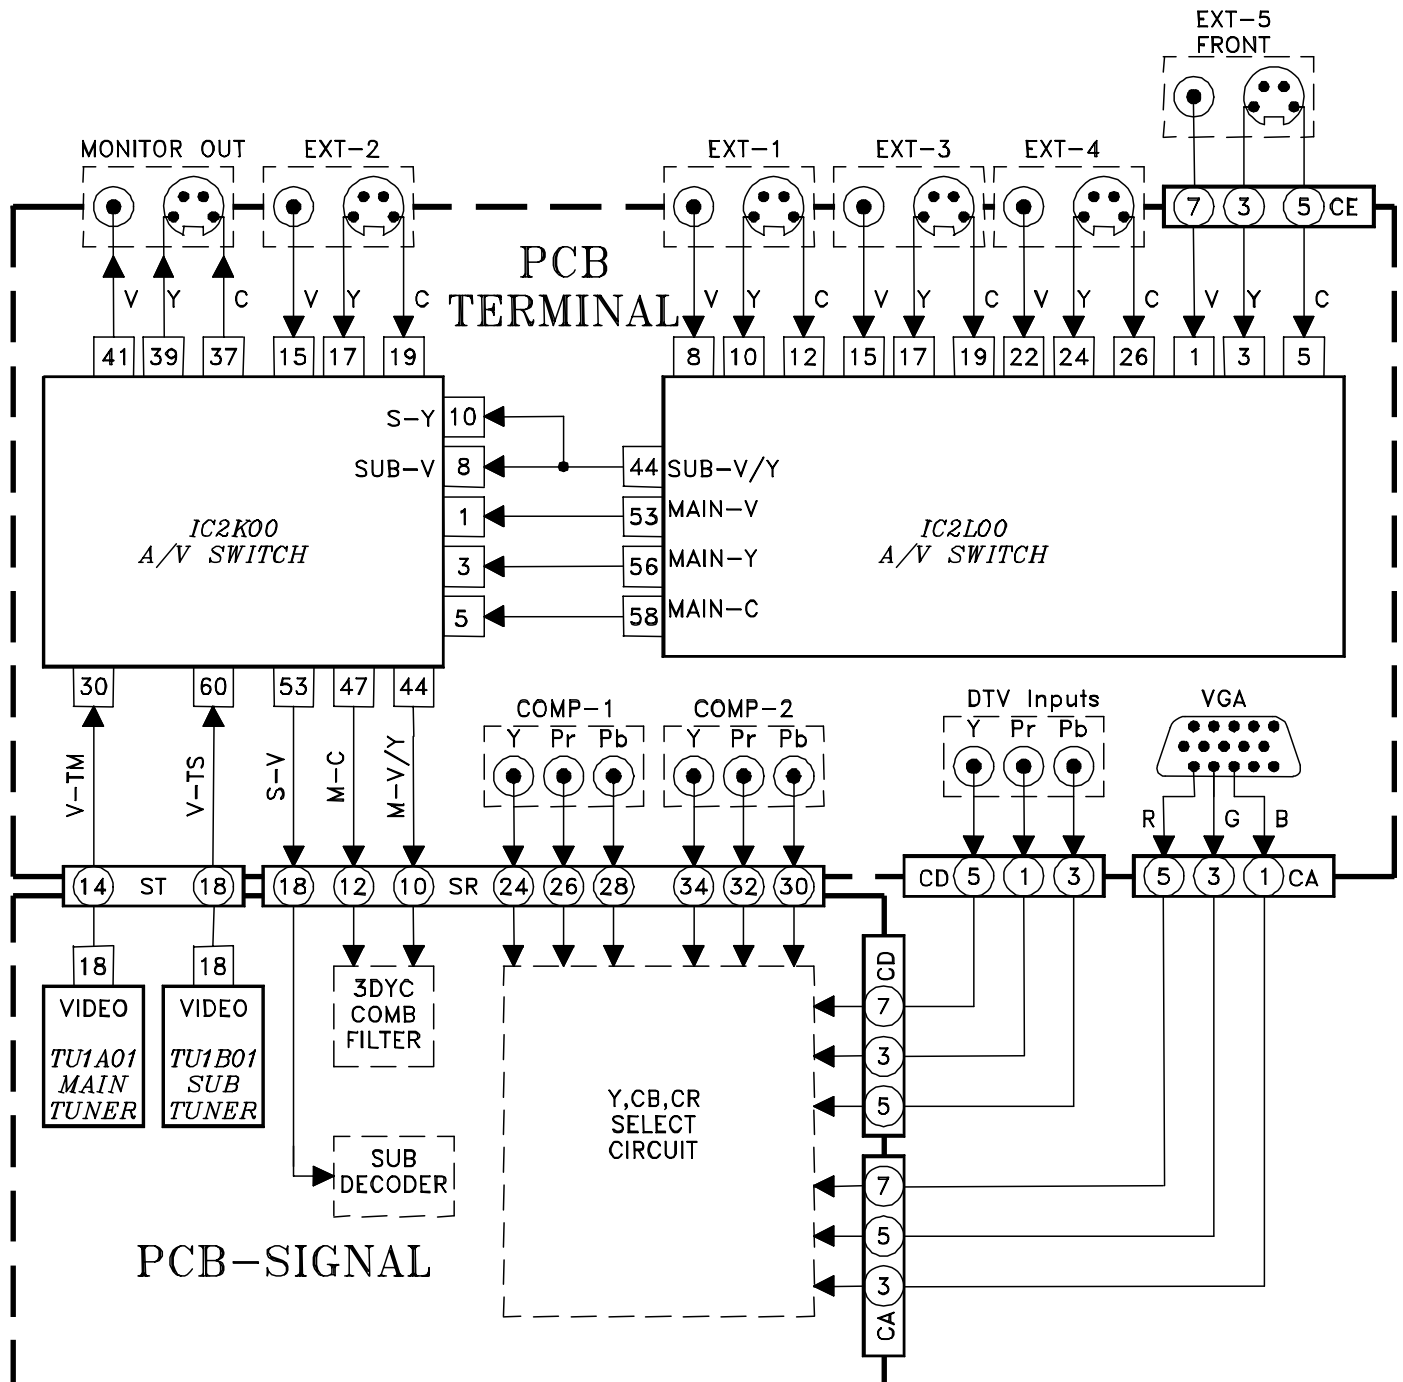 EXT-5
FRONT
MONITOR OUT
EXT-2
EXT-1
EXT-3
EXT-4
7 3 5 CE
PCB
TERMINAL
V Y C
V Y C
V Y C
V Y C
V Y C
V Y C
41 39 37
15 17 19
8 10 12
15 17 19
22 24 26
1 3 5
S-Y 10
SUB-V 8
44 SUB-V/Y
1
53 MAIN-V
3
56 MAIN-Y
5
58 MAIN-C
IC2K00
A/V SWITCH
IC2L00
A/V SWITCH
30 60 53 47 44
V-TM
V-TS
S-V
M-C
M-V/Y
COMP-1
Y Pr Pb
COMP-2
Y Pr Pb
DTV Inputs
Y Pr Pb
VGA
R G B
14 ST 18
18 12 10 SR 24 26 28 34 32 30
CD 5 1 3
5 3 1 CA
18
VIDEO
TU1A01
MAIN
TUNER
18
VIDEO
TU1B01
SUB
TUNER
3DYC
COMB
FILTER
SUB
DECODER
Y,CB,CR
SELECT
CIRCUIT
CD
7
3
5
7
5
3
CA
PCB-SIGNAL